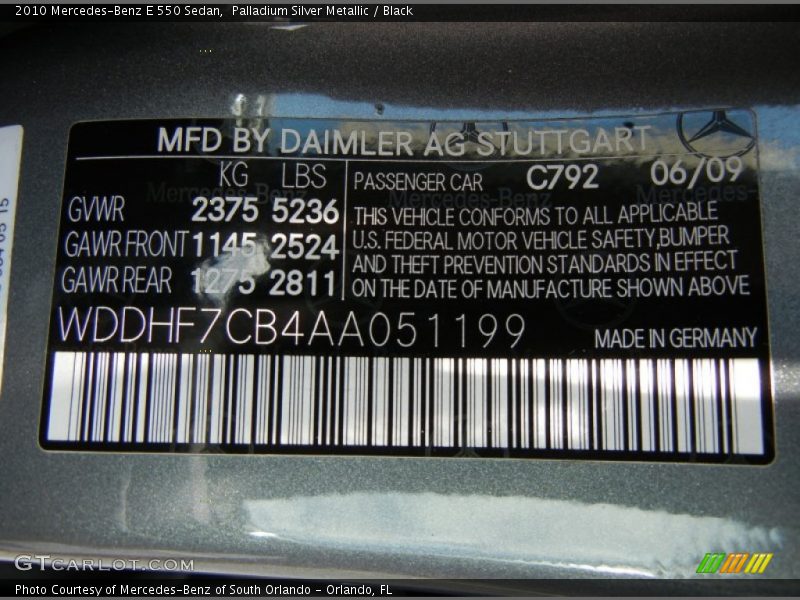 2010 Mercedes-Benz E 550 Sedan, Palladium Silver Metallic / Black
MFD BY DAIMLER AG STUTTGART
KG LBS
GVWR 2375 5236
GAWR FRONT 1145 2524
GAWR REAR 1275 2811
PASSENGER CAR C792 06/09
THIS VEHICLE CONFORMS TO ALL APPLICABLE
U.S. FEDERAL MOTOR VEHICLE SAFETY,BUMPER
AND THEFT PREVENTION STANDARDS IN EFFECT
ON THE DATE OF MANUFACTURE SHOWN ABOVE
WDDHF7CB4AA051199
MADE IN GERMANY
GTCARLOT.COM
Photo Courtesy of Mercedes-Benz of South Orlando - Orlando, FL